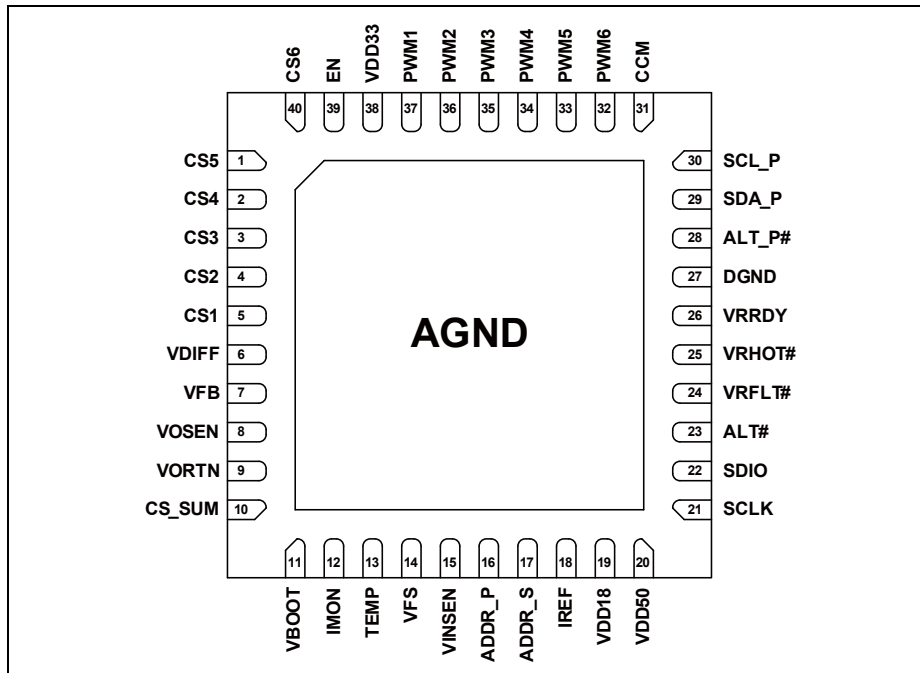 CS6 EN VDD33 PWM1 PWM2 PWM3 PWM4 PWM5 PWM6 CCM
40 39 38 37 36 35 34 33 32 31
CS5 1 30 SCL_P
CS4 2 29 SDA_P
CS3 3 28 ALT_P#
CS2 4 27 DGND
CS1 5 26 VRRDY
VDIFF 6 25 VRHOT#
VFB 7 24 VRFLT#
VOSEN 8 23 ALT#
VORTN 9 22 SDIO
CS_SUM 10 21 SCLK
AGND
11 12 13 14 15 16 17 18 19 20
VBOOT IMON TEMP VFS VINSEN ADDR_P ADDR_S IREF VDD18 VDD50